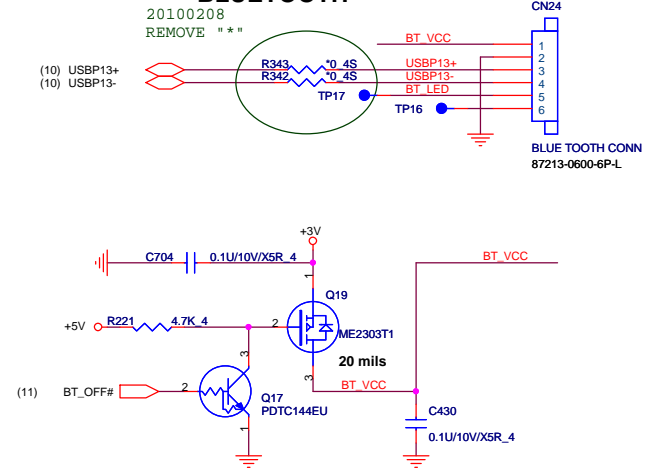 BLUETOOTH
20100208
REMOVE "*"
CN24
BT_VCC
1
(10) USBP13+
R343
*0_4S
USBP13+
2
3
(10) USBP13-
R342
*0_4S
USBP13-
4
TP17
BT_LED
5
TP16
6
BLUE TOOTH CONN
87213-0600-6P-L
+3V
C704
0.1U/10V/X5R_4
BT_VCC
1
Q19
+5V
R221
4.7K_4
2
ME2303T1
20 mils
3
3
BT_VCC
(11)
BT_OFF#
2
Q17
PDTC144EU
C430
1
0.1U/10V/X5R_4